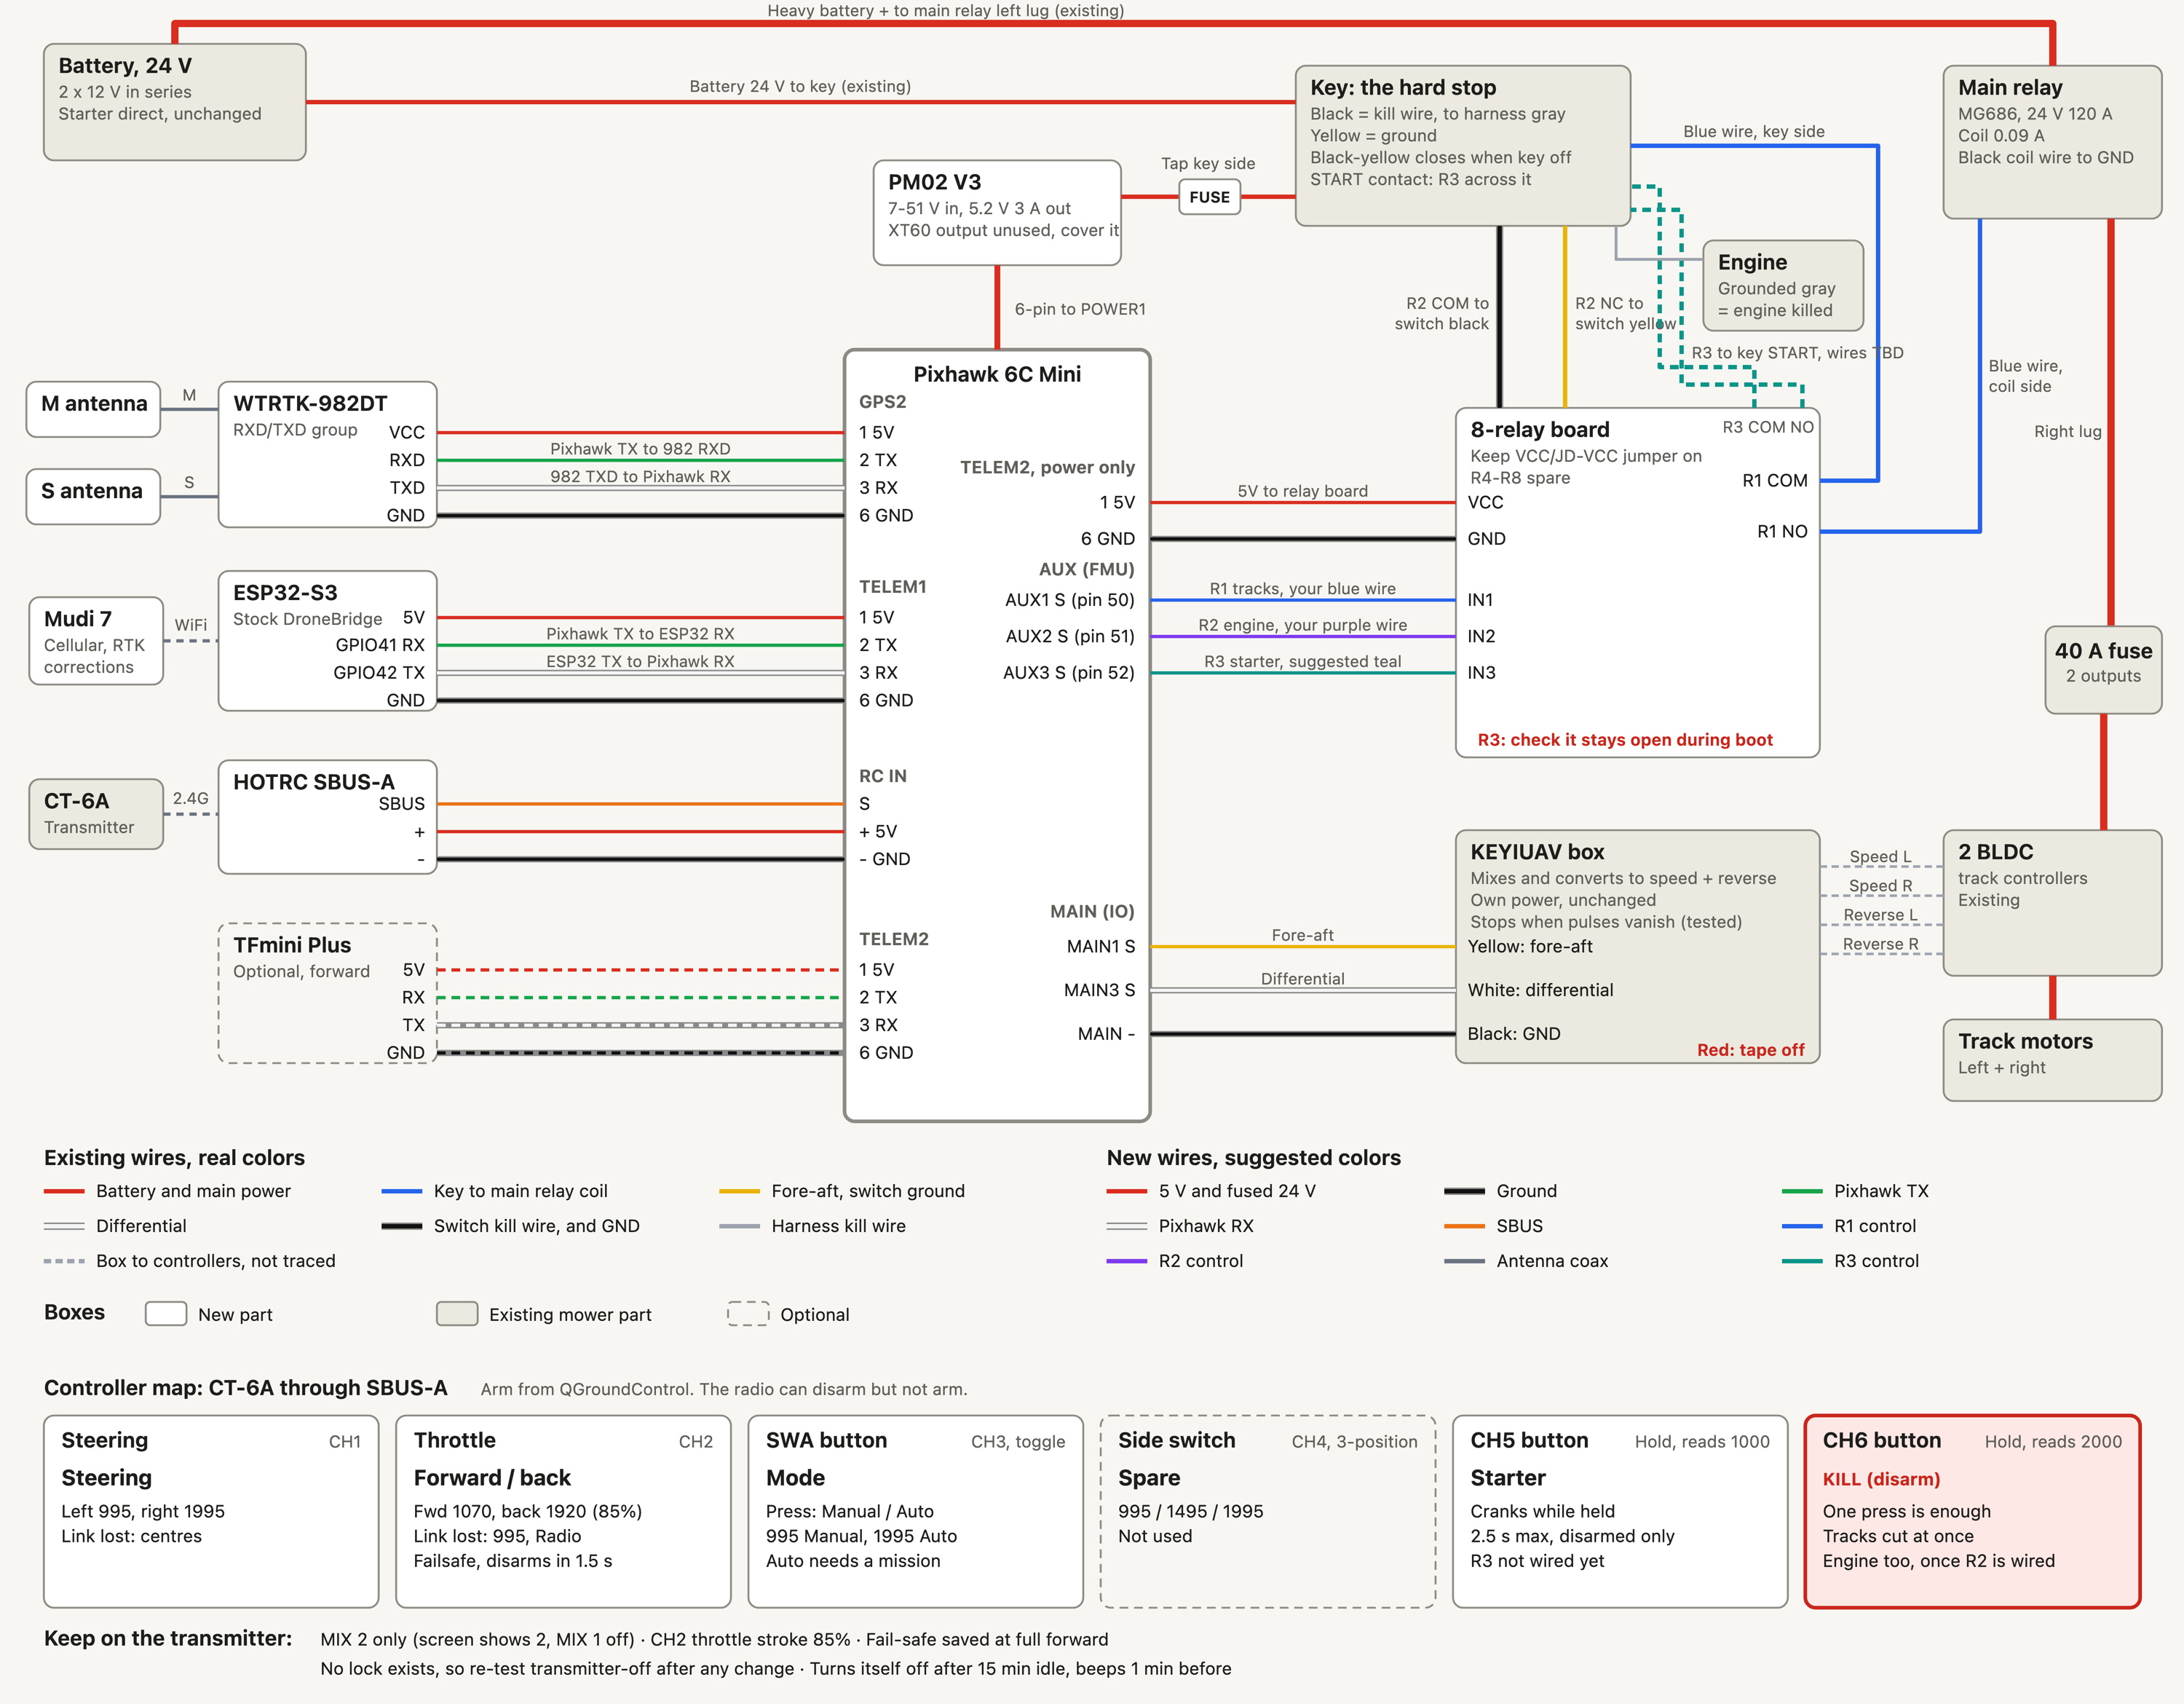 Heavy battery + to main relay left lug (existing)
Battery, 24 V
2 x 12 V in series
Starter direct, unchanged
Battery 24 V to key (existing)
Key: the hard stop
Black = kill wire, to harness gray
Yellow = ground
Black-yellow closes when key off
START contact: R3 across it
Main relay
MG686, 24 V 120 A
Coil 0.09 A
Black coil wire to GND
Blue wire, key side
PM02 V3
7-51 V in, 5.2 V 3 A out
XT60 output unused, cover it
Tap key side
FUSE
Engine
Grounded gray
= engine killed
6-pin to POWER1
R2 COM to
switch black
R2 NC to
switch yellow
R3 to key START, wires TBD
Blue wire,
coil side
Right lug
Pixhawk 6C Mini
M antenna
M
S antenna
S
WTRTK-982DT
RXD/TXD group
VCC
RXD
TXD
GND
Pixhawk TX to 982 RXD
982 TXD to Pixhawk RX
GPS2
1 5V
2 TX
3 RX
6 GND
TELEM2, power only
1 5V
6 GND
5V to relay board
8-relay board
R3 COM NO
Keep VCC/JD-VCC jumper on
R4-R8 spare
VCC
GND
R1 COM
R1 NO
AUX (FMU)
AUX1 S (pin 50)
AUX2 S (pin 51)
AUX3 S (pin 52)
R1 tracks, your blue wire
R2 engine, your purple wire
R3 starter, suggested teal
IN1
IN2
IN3
R3: check it stays open during boot
Mudi 7
Cellular, RTK
corrections
WiFi
ESP32-S3
Stock DroneBridge
5V
GPIO41 RX
GPIO42 TX
GND
Pixhawk TX to ESP32 RX
ESP32 TX to Pixhawk RX
TELEM1
1 5V
2 TX
3 RX
6 GND
40 A fuse
2 outputs
CT-6A
Transmitter
2.4G
HOTRC SBUS-A
SBUS
+
-
RC IN
S
+ 5V
- GND
TFmini Plus
Optional, forward
5V
RX
TX
GND
TELEM2
1 5V
2 TX
3 RX
6 GND
MAIN (IO)
MAIN1 S
MAIN3 S
MAIN -
Fore-aft
Differential
KEYIUAV box
Mixes and converts to speed + reverse
Own power, unchanged
Stops when pulses vanish (tested)
Yellow: fore-aft
White: differential
Black: GND
Red: tape off
Speed L
Speed R
Reverse L
Reverse R
2 BLDC
track controllers
Existing
Track motors
Left + right
Existing wires, real colors
Battery and main power
Key to main relay coil
Fore-aft, switch ground
Differential
Switch kill wire, and GND
Harness kill wire
Box to controllers, not traced
New wires, suggested colors
5 V and fused 24 V
Ground
Pixhawk TX
Pixhawk RX
SBUS
R1 control
R2 control
Antenna coax
R3 control
Boxes
New part
Existing mower part
Optional
Controller map: CT-6A through SBUS-A
Arm from QGroundControl. The radio can disarm but not arm.
Steering
CH1
Steering
Left 995, right 1995
Link lost: centres
Throttle
CH2
Forward / back
Fwd 1070, back 1920 (85%)
Link lost: 995, Radio
Failsafe, disarms in 1.5 s
SWA button
CH3, toggle
Mode
Press: Manual / Auto
995 Manual, 1995 Auto
Auto needs a mission
Side switch
CH4, 3-position
Spare
995 / 1495 / 1995
Not used
CH5 button
Hold, reads 1000
Starter
Cranks while held
2.5 s max, disarmed only
R3 not wired yet
CH6 button
Hold, reads 2000
KILL (disarm)
One press is enough
Tracks cut at once
Engine too, once R2 is wired
Keep on the transmitter:
MIX 2 only (screen shows 2, MIX 1 off) · CH2 throttle stroke 85% · Fail-safe saved at full forward
No lock exists, so re-test transmitter-off after any change · Turns itself off after 15 min idle, beeps 1 min before